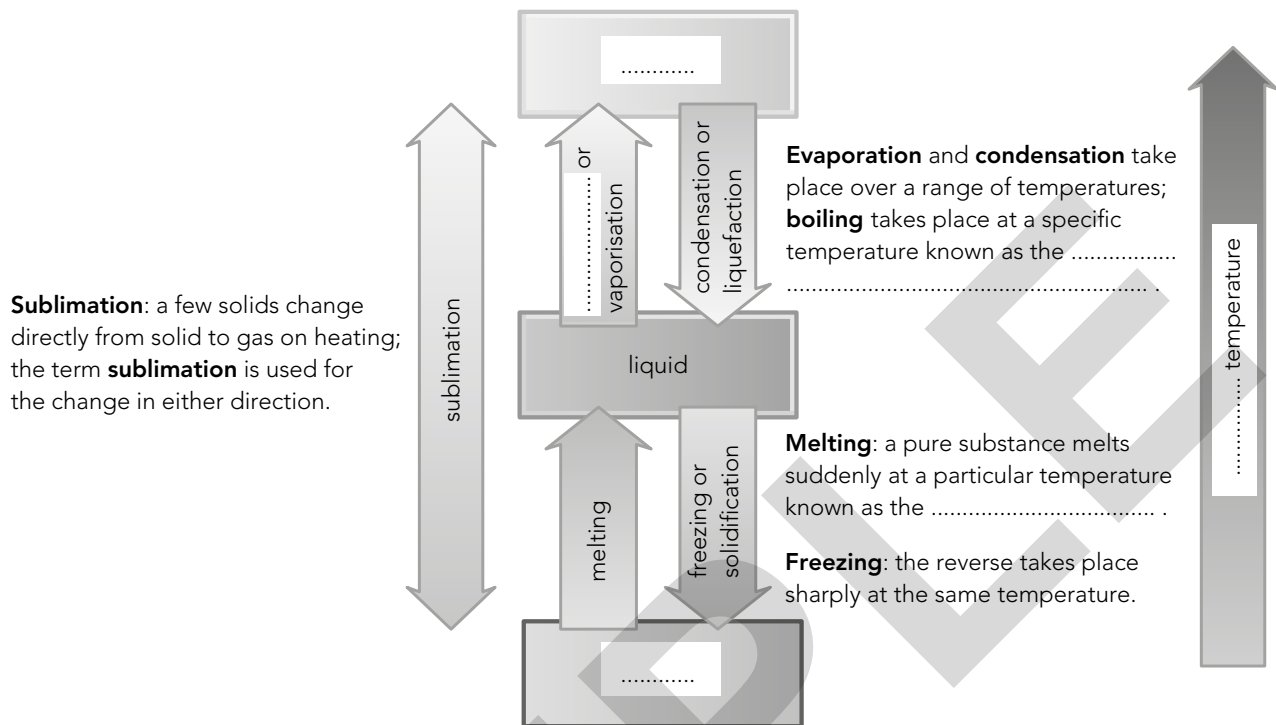 ............
Sublimation: a few solids change
directly from solid to gas on heating;
the term sublimation is used for
the change in either direction.
sublimation
.................... or
vaporisation
condensation or
liquefaction
liquid
melting
freezing or
solidification
............
Evaporation and condensation take
place over a range of temperatures;
boiling takes place at a specific
temperature known as the .................
.......................................................... .
Melting: a pure substance melts
suddenly at a particular temperature
known as the .................................... .
Freezing: the reverse takes place
sharply at the same temperature.
............... temperature
PLE